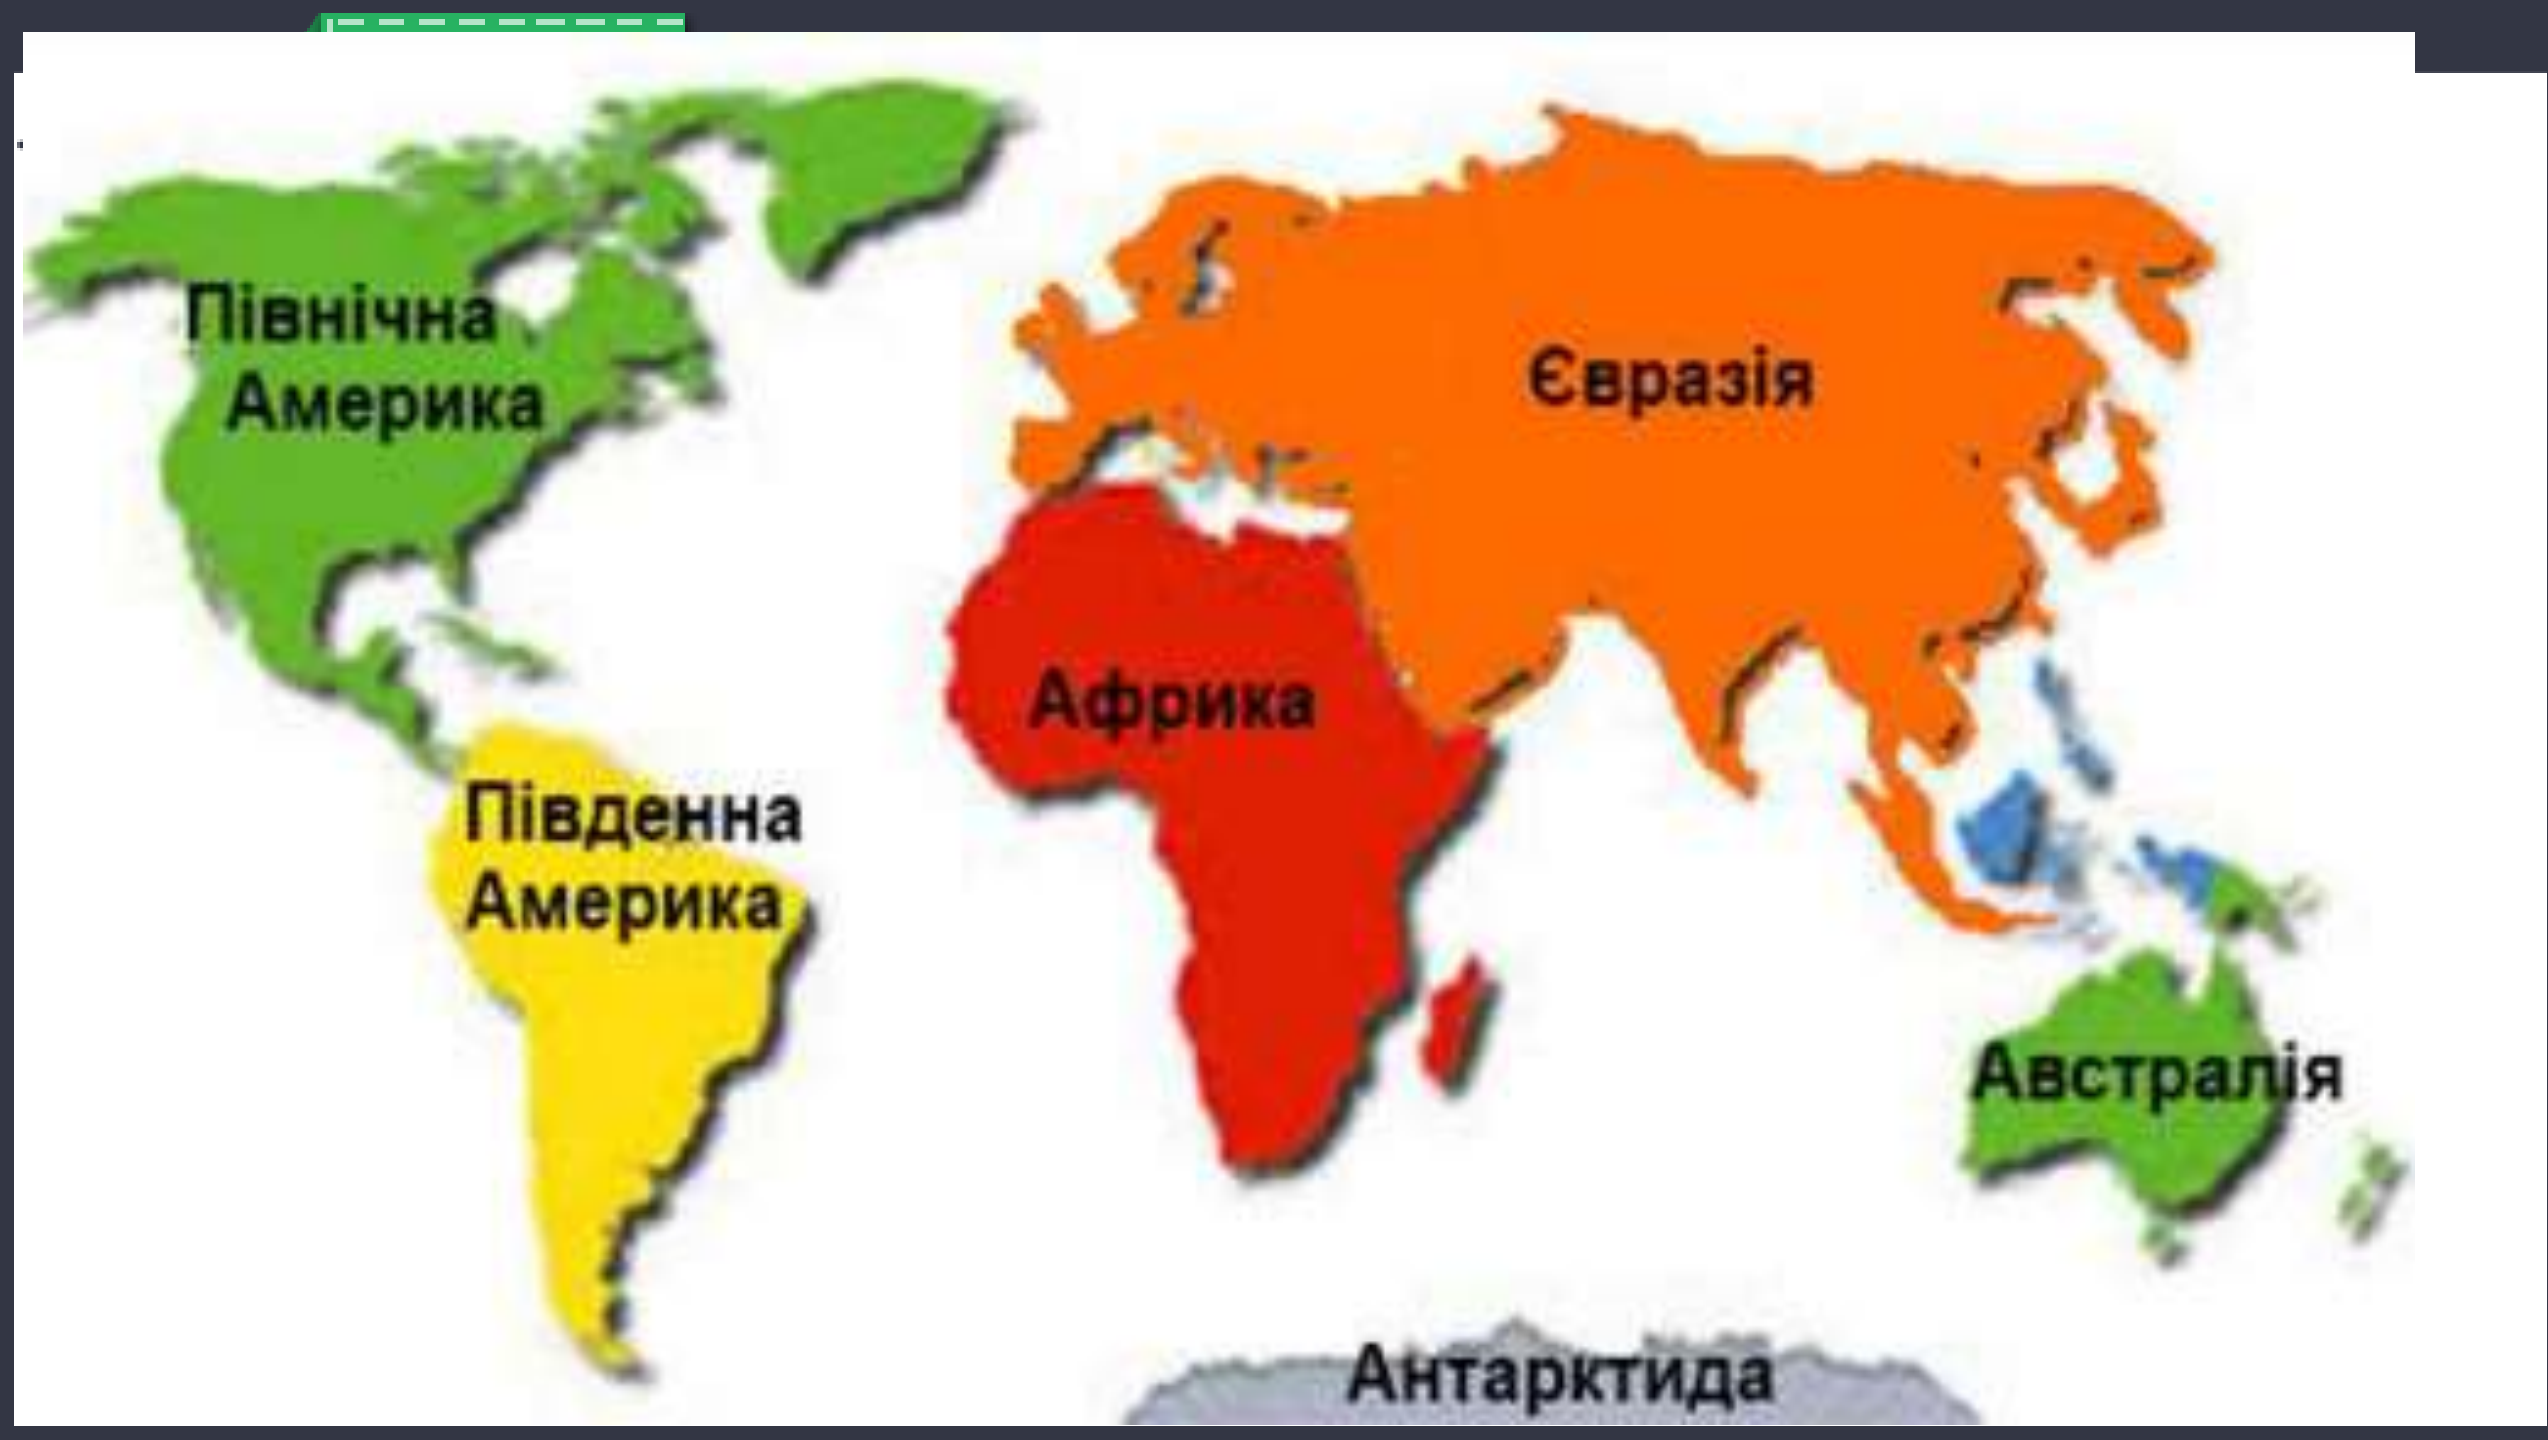 Північна
Америка
Євразія
Африка
Південна
Америка
Австралія
Антарктида